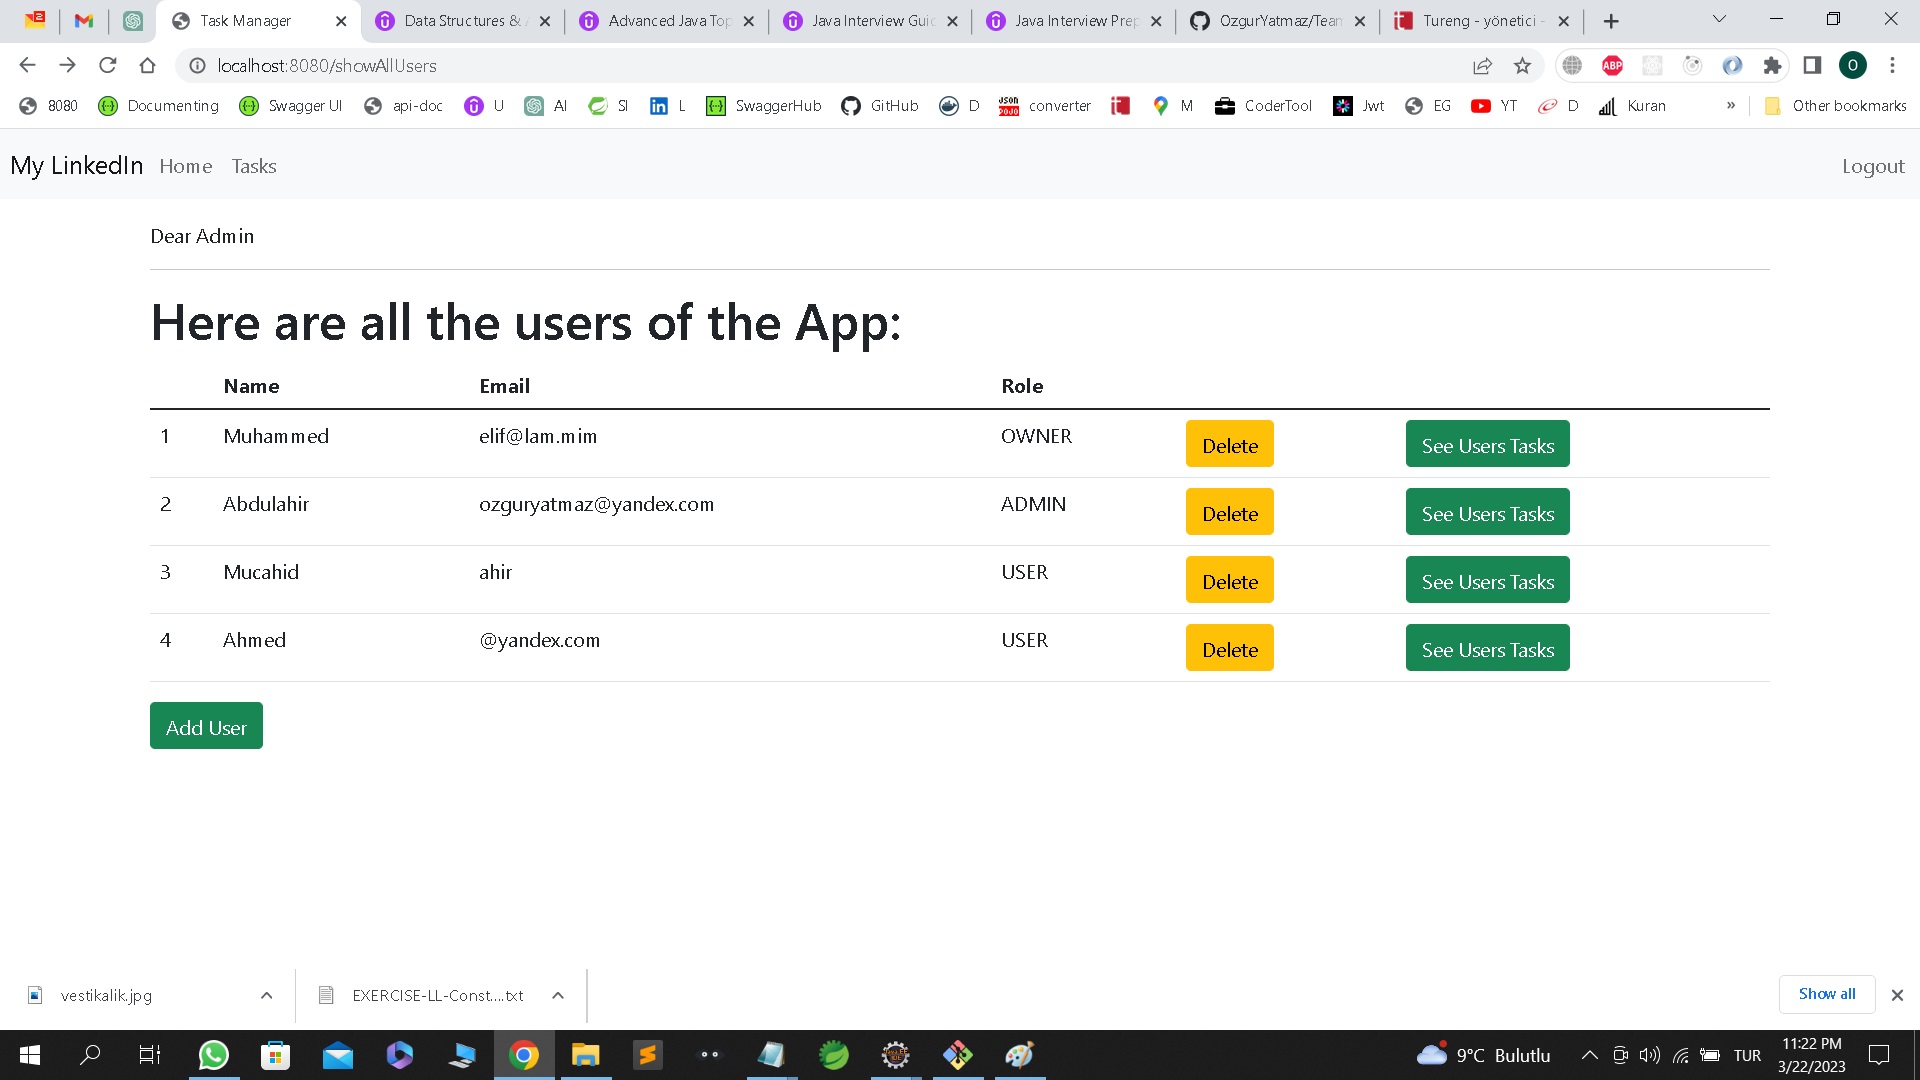 Task Manager
Data Structures & A
Advanced Java Top
Java Interview Guid
Java Interview Prep
OzgurYatmaz/Team
Tureng - yönetici -
localhost:8080/showAllUsers
ABP
O
8080
Documenting
Swagger UI
api-doc
U
AI
SI
L
SwaggerHub
GitHub
D
converter
M
CoderTool
Jwt
EG
YT
D
Kuran
»
Other bookmarks
My LinkedIn Home Tasks Logout
Dear Admin
Here are all the users of the App:
Name Email Role
1 Muhammed elif@lam.mim OWNER Delete See Users Tasks
2 Abdulahir ozguryatmaz@yandex.com ADMIN Delete See Users Tasks
3 Mucahid ahir USER Delete See Users Tasks
4 Ahmed @yandex.com USER Delete See Users Tasks
Add User
vestikalik.jpg
EXERCISE-LL-Const....txt
Show all
9°C Bulutlu
TUR
11:22 PM
3/22/2023